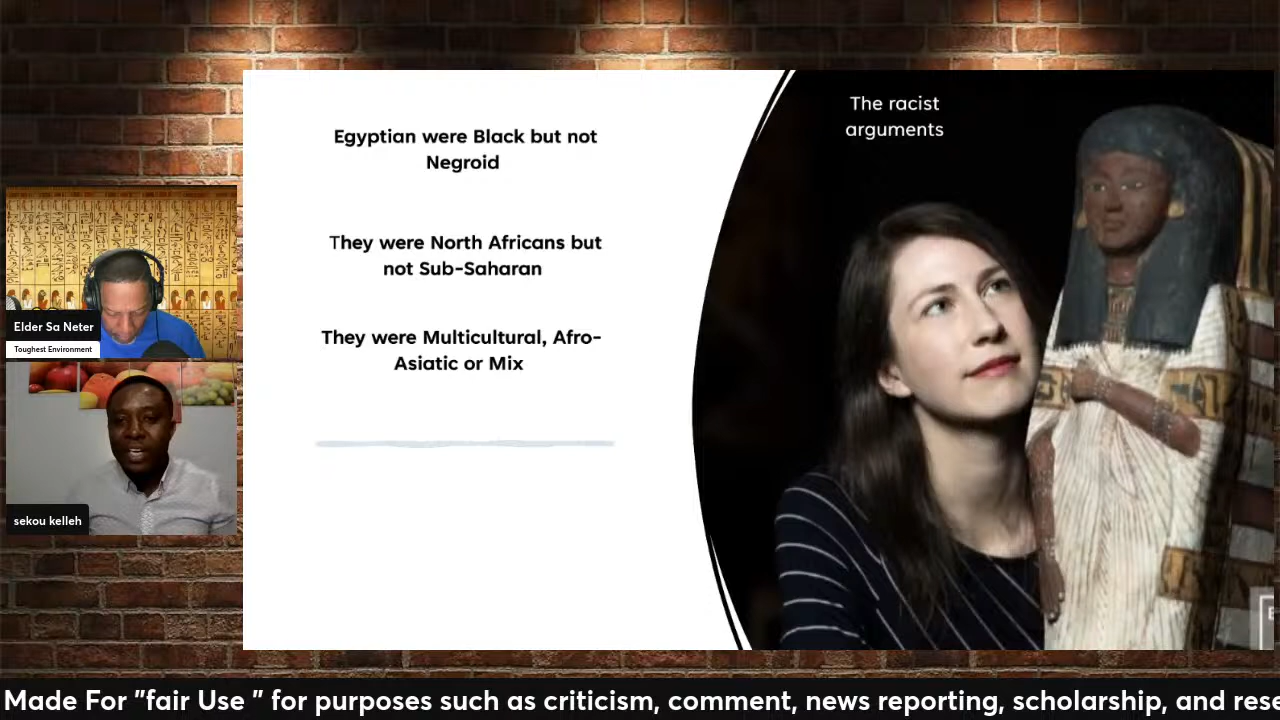 The racist
arguments
Egyptian were Black but not
Negroid
They were North Africans but
not Sub-Saharan
They were Multicultural, Afro-
Asiatic or Mix
Elder Sa Neter
Toughest Environment
sekou kelleh
Made For "fair Use " for purposes such as criticism, comment, news reporting, scholarship, and rese